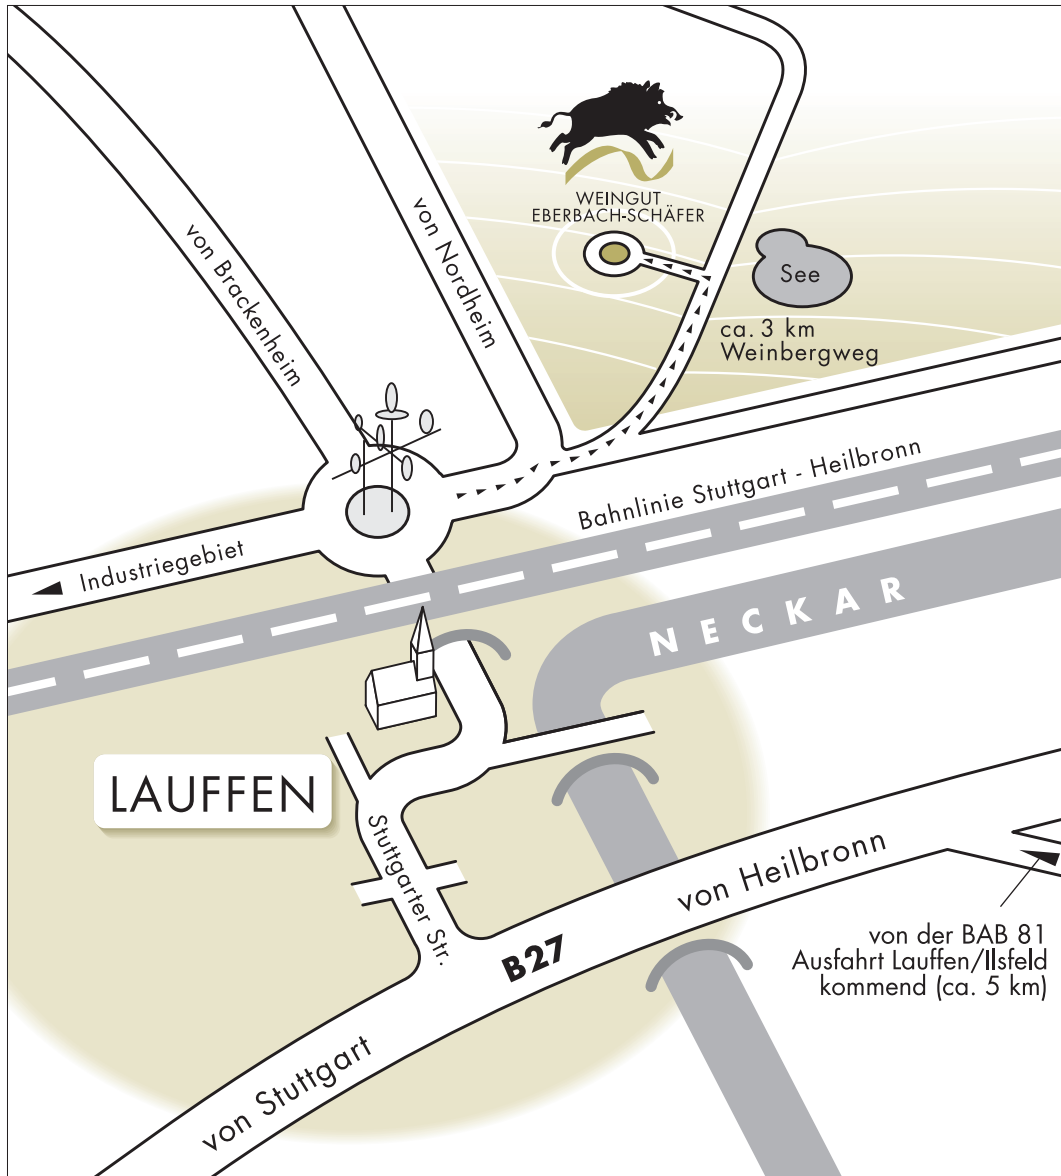 WEINGUT
EBERBACH-SCHÄFER
von Brackenheim
von Nordheim
See
ca. 3 km
Weinbergweg
Bahnlinie Stuttgart - Heilbronn
Industriegebiet
NECKAR
LAUFFEN
Stuttgarter Str.
von Heilbronn
B27
von der BAB 81
Ausfahrt Lauffen/Ilsfeld
kommend (ca. 5 km)
von Stuttgart